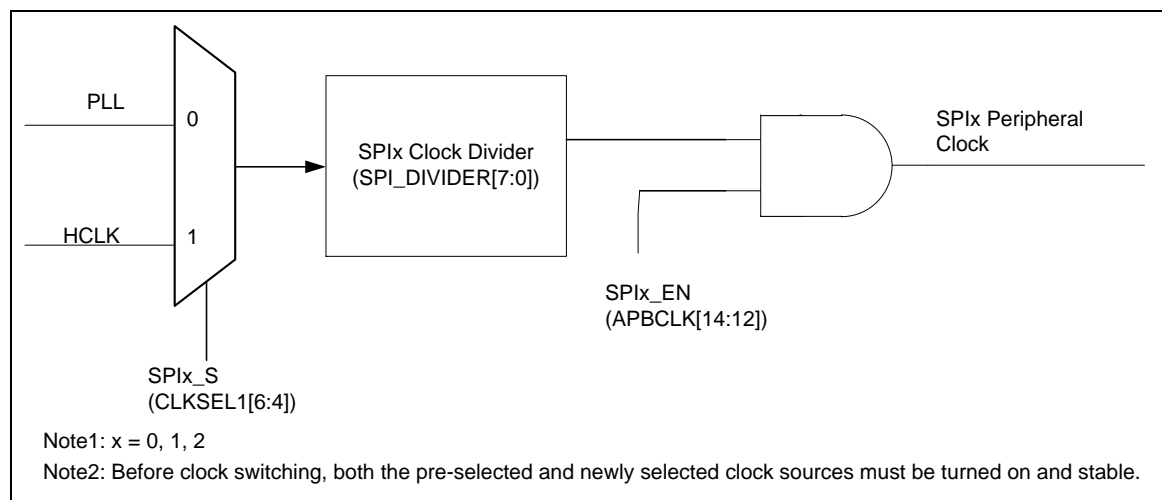 PLL
0
HCLK
1
SPIx_S
(CLKSEL1[6:4])
SPIx Clock Divider
(SPI_DIVIDER[7:0])
SPIx_EN
(APBCLK[14:12])
SPIx Peripheral
Clock
Note1: x = 0, 1, 2
Note2: Before clock switching, both the pre-selected and newly selected clock sources must be turned on and stable.